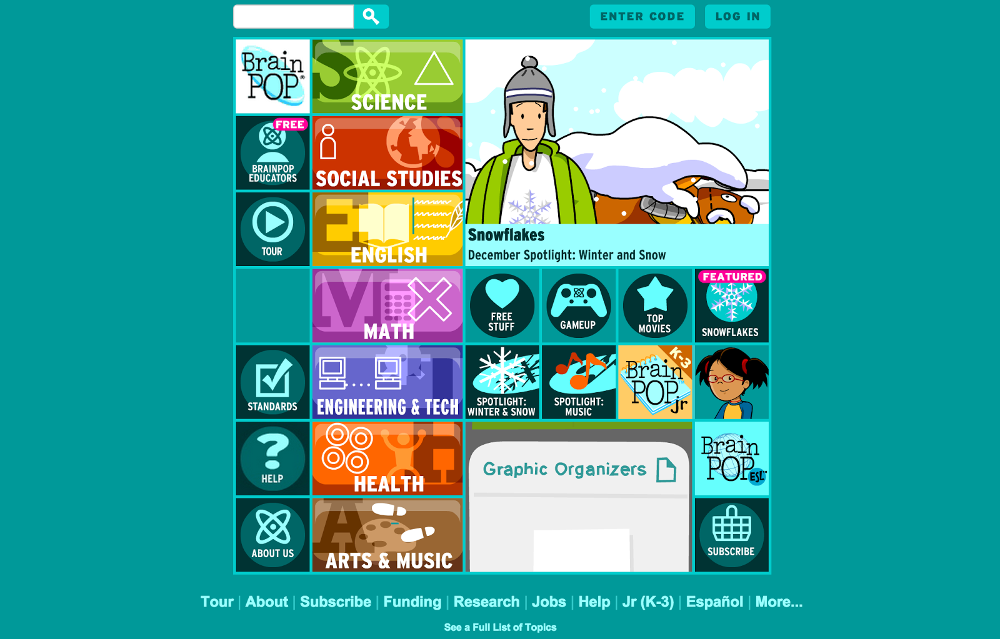 ENTER CODE
LOG IN
Brain
POP®
SCIENCE
FREE
BRAINPOP
EDUCATORS
SOCIAL STUDIES
TOUR
ENGLISH
Snowflakes
December Spotlight: Winter and Snow
MATH
FREE
STUFF
GAMEUP
TOP
MOVIES
FEATURED
SNOWFLAKES
STANDARDS
ENGINEERING & TECH
SPOTLIGHT:
WINTER & SNOW
SPOTLIGHT:
MUSIC
K-3
Brain
POP
jr
HELP
HEALTH
Graphic Organizers
Brain
POP
ESL™
ABOUT US
ARTS & MUSIC
SUBSCRIBE
Tour | About | Subscribe | Funding | Research | Jobs | Help | Jr (K-3) | Español | More...
See a Full List of Topics